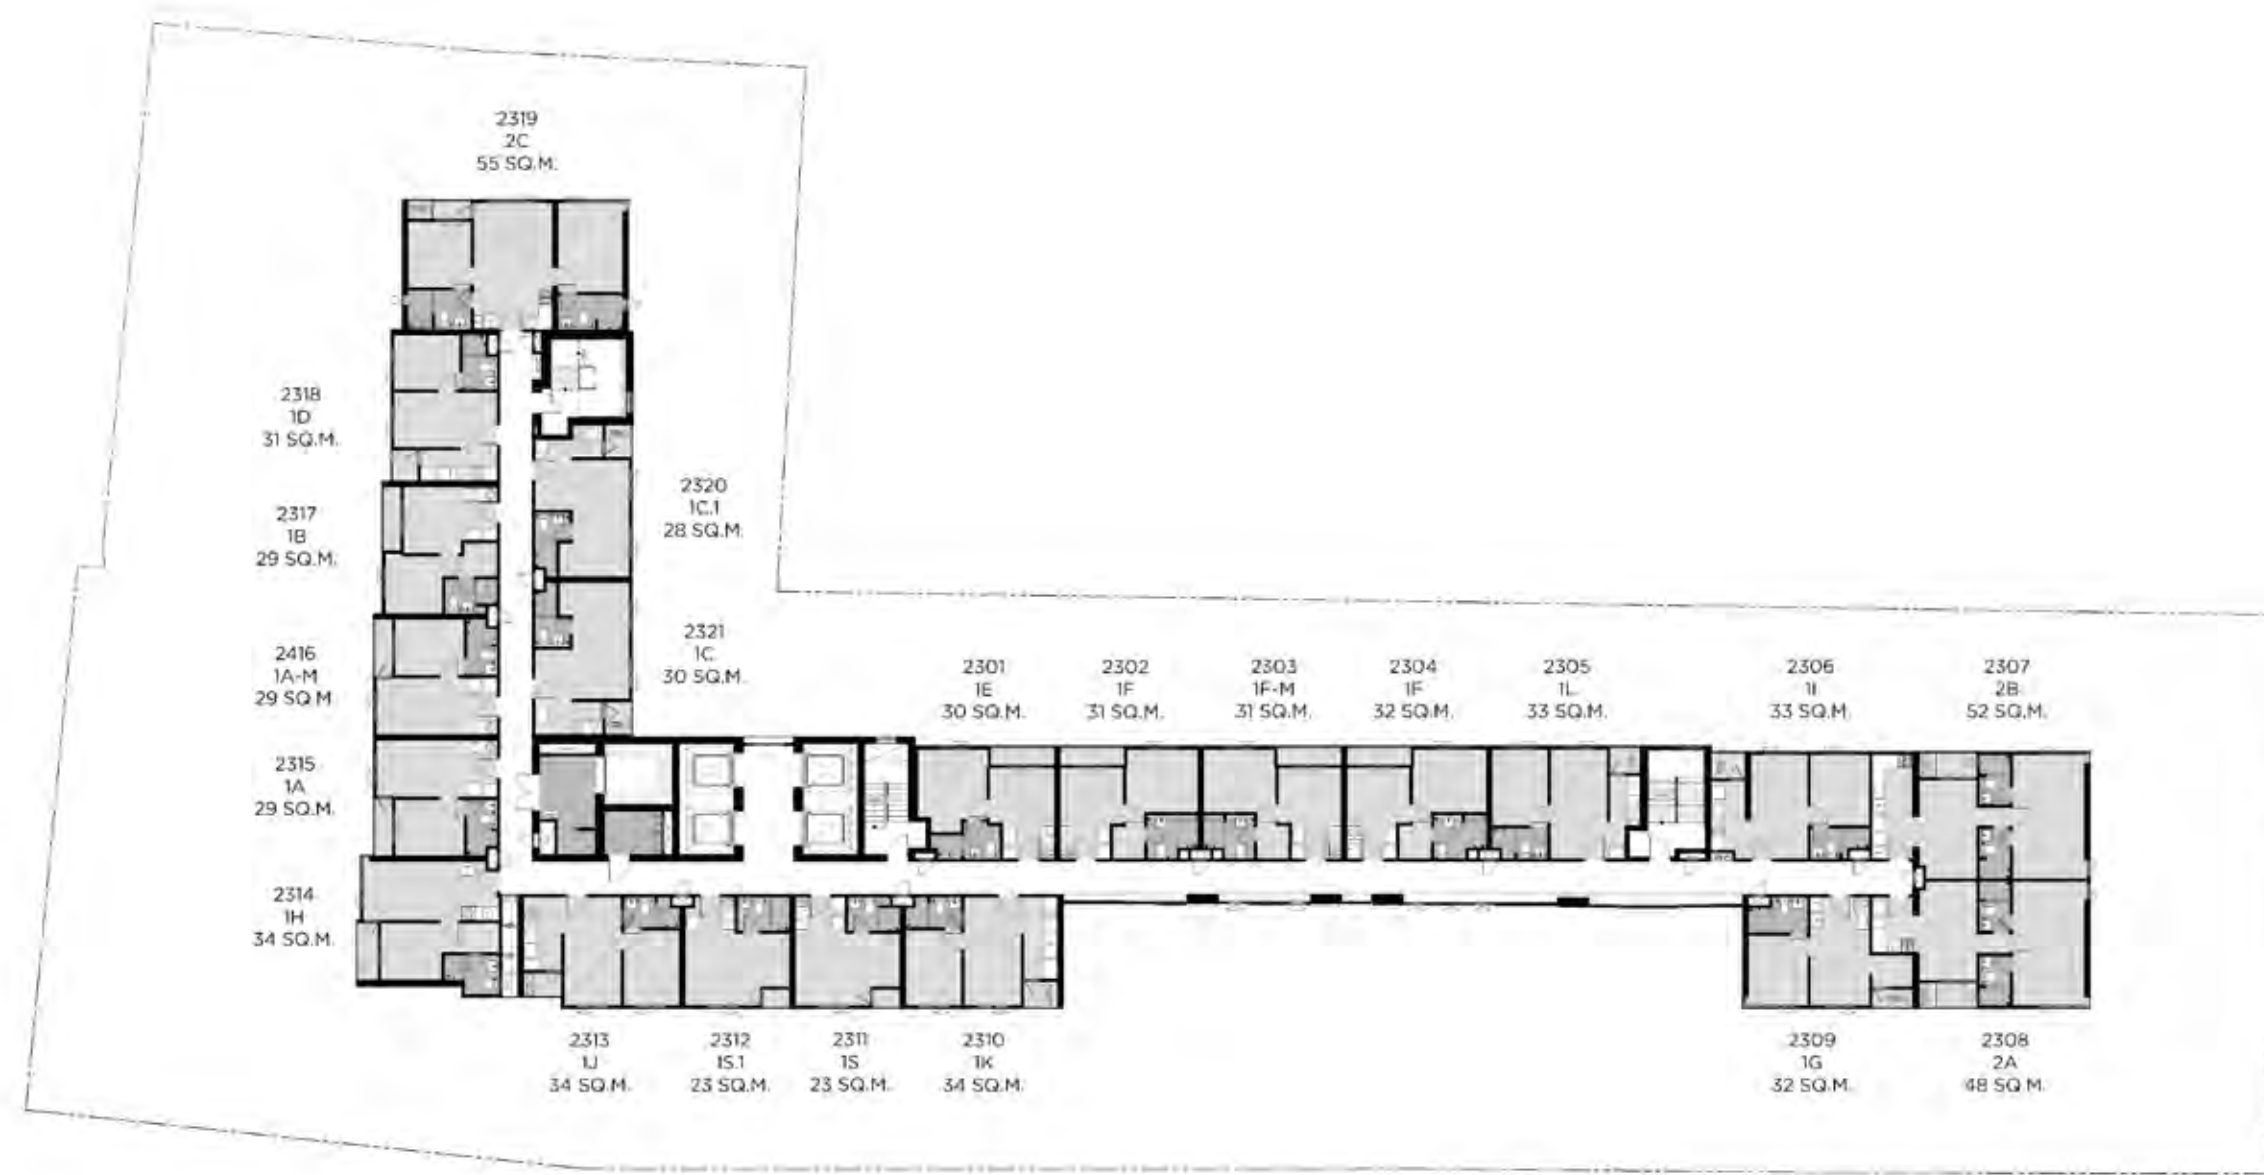 2319
2C
55 SQ.M.
2318
1D
31 SQ.M.
2317
1B
29 SQ.M.
2416
1A-M
29 SQ M
2315
1A
29 SQ.M.
2314
1H
34 SQ.M.
2320
1C.1
28 SQ.M.
2321
1C
30 SQ.M.
2301
1E
30 SQ.M.
2302
1F
31 SQ.M.
2303
1F-M
31 SQ.M.
2304
1F
32 SQ.M.
2305
1L
33 SQ.M.
2306
1I
33 SQ.M.
2307
2B
52 SQ.M.
2313
1J
34 SQ.M.
2312
1S.1
23 SQ.M.
2311
1S
23 SQ.M.
2310
1K
34 SQ.M.
2309
1G
32 SQ.M.
2308
2A
48 SQ M.